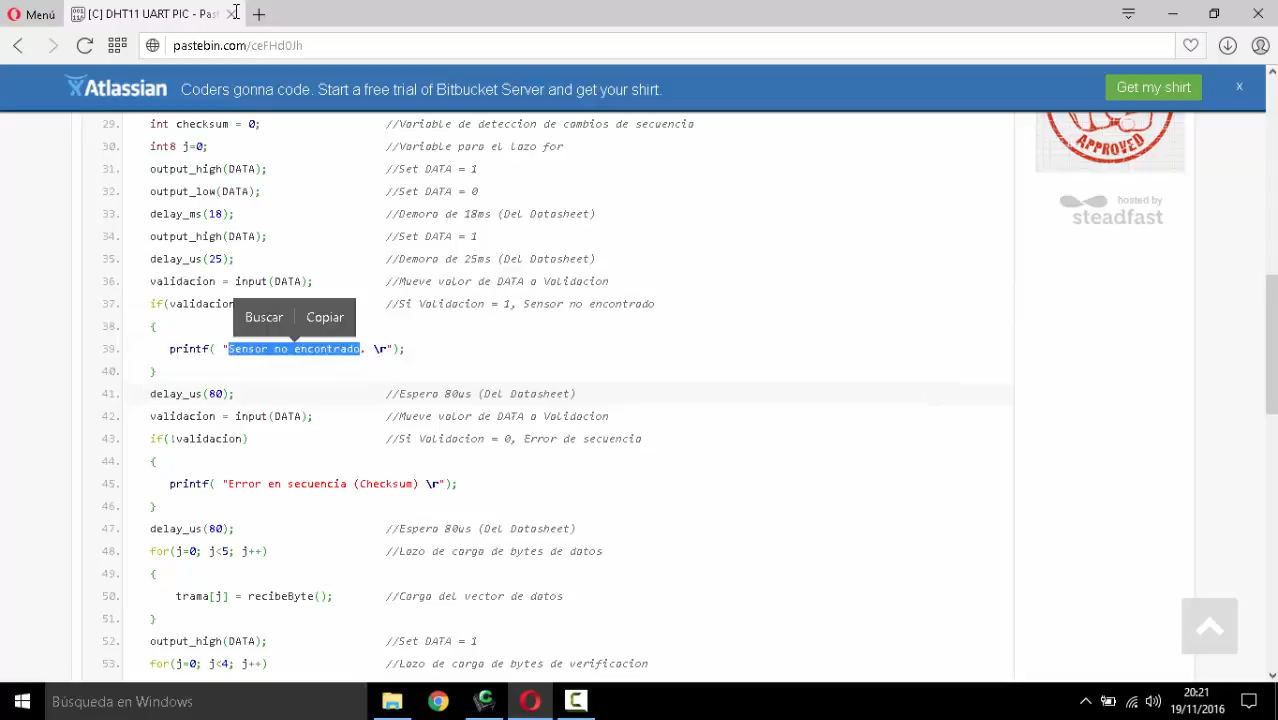 Menú
[C] DHT11 UART PIC - Past
pastebin.com/ceFHd0Jh
Atlassian Coders gonna code. Start a free trial of Bitbucket Server and get your shirt. Get my shirt x
29. int checksum = 0; //Variable de deteccion de cambios de secuencia
30. int8 j=0; //Variable para el lazo for
31. output_high(DATA); //Set DATA = 1
32. output_low(DATA); //Set DATA = 0
33. delay_ms(18); //Demora de 18ms (Del Datasheet)
34. output_high(DATA); //Set DATA = 1
35. delay_us(25); //Demora de 25ms (Del Datasheet)
36. validacion = input(DATA); //Mueve valor de DATA a Validacion
37. if(validacion //Si Validacion = 1, Sensor no encontrado
Buscar Copiar
38. {
39. printf( "Sensor no encontrado. \r");
40. }
41. delay_us(80); //Espera 80us (Del Datasheet)
42. validacion = input(DATA); //Mueve valor de DATA a Validacion
43. if(!validacion) //Si Validacion = 0, Error de secuencia
44. {
45. printf( "Error en secuencia (Checksum) \r");
46. }
47. delay_us(80); //Espera 80us (Del Datasheet)
48. for(j=0; j<5; j++) //Lazo de carga de bytes de datos
49. {
50. trama[j] = recibeByte(); //Carga del vector de datos
51. }
52. output_high(DATA); //Set DATA = 1
53. for(j=0; j<4; j++) //Lazo de carga de bytes de verificacion
APPROVED
hosted by
steadfast
Búsqueda en Windows
20:21
19/11/2016